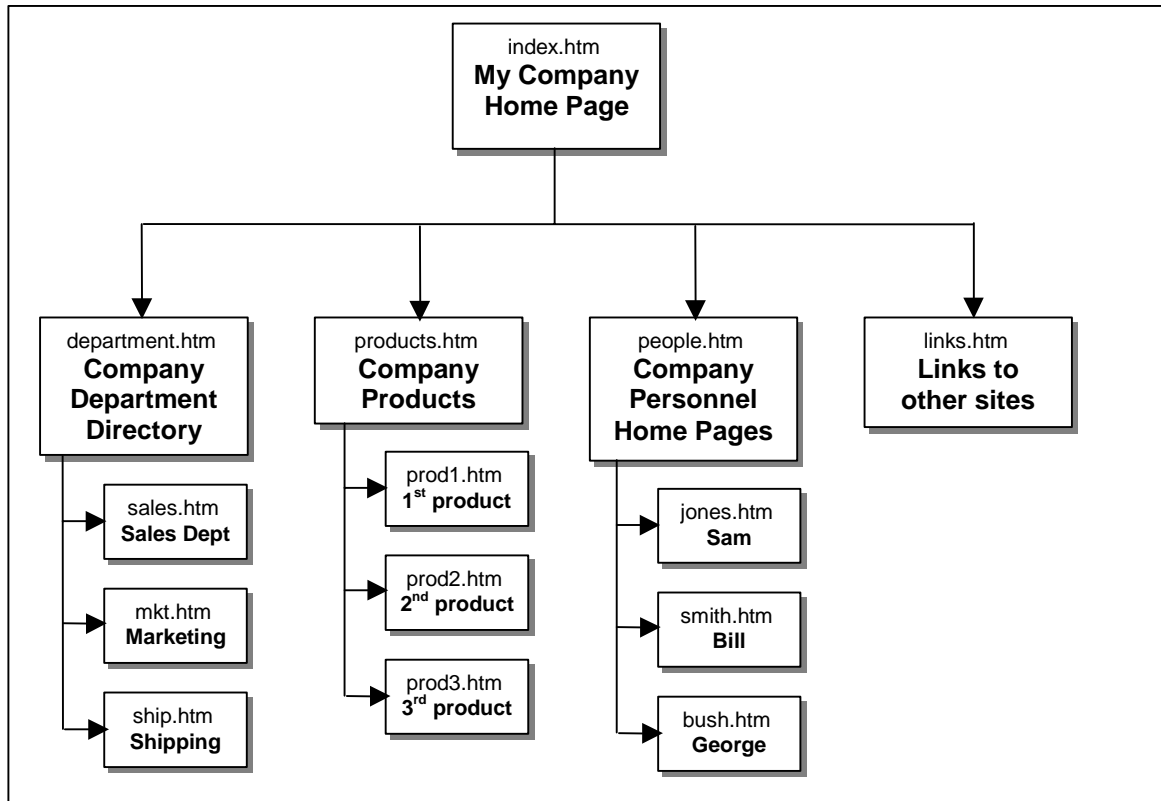 index.htm
My Company
Home Page
department.htm
Company
Department
Directory
sales.htm
Sales Dept
mkt.htm
Marketing
ship.htm
Shipping
products.htm
Company
Products
prod1.htm
1st product
prod2.htm
2nd product
prod3.htm
3rd product
people.htm
Company
Personnel
Home Pages
jones.htm
Sam
smith.htm
Bill
bush.htm
George
links.htm
Links to
other sites